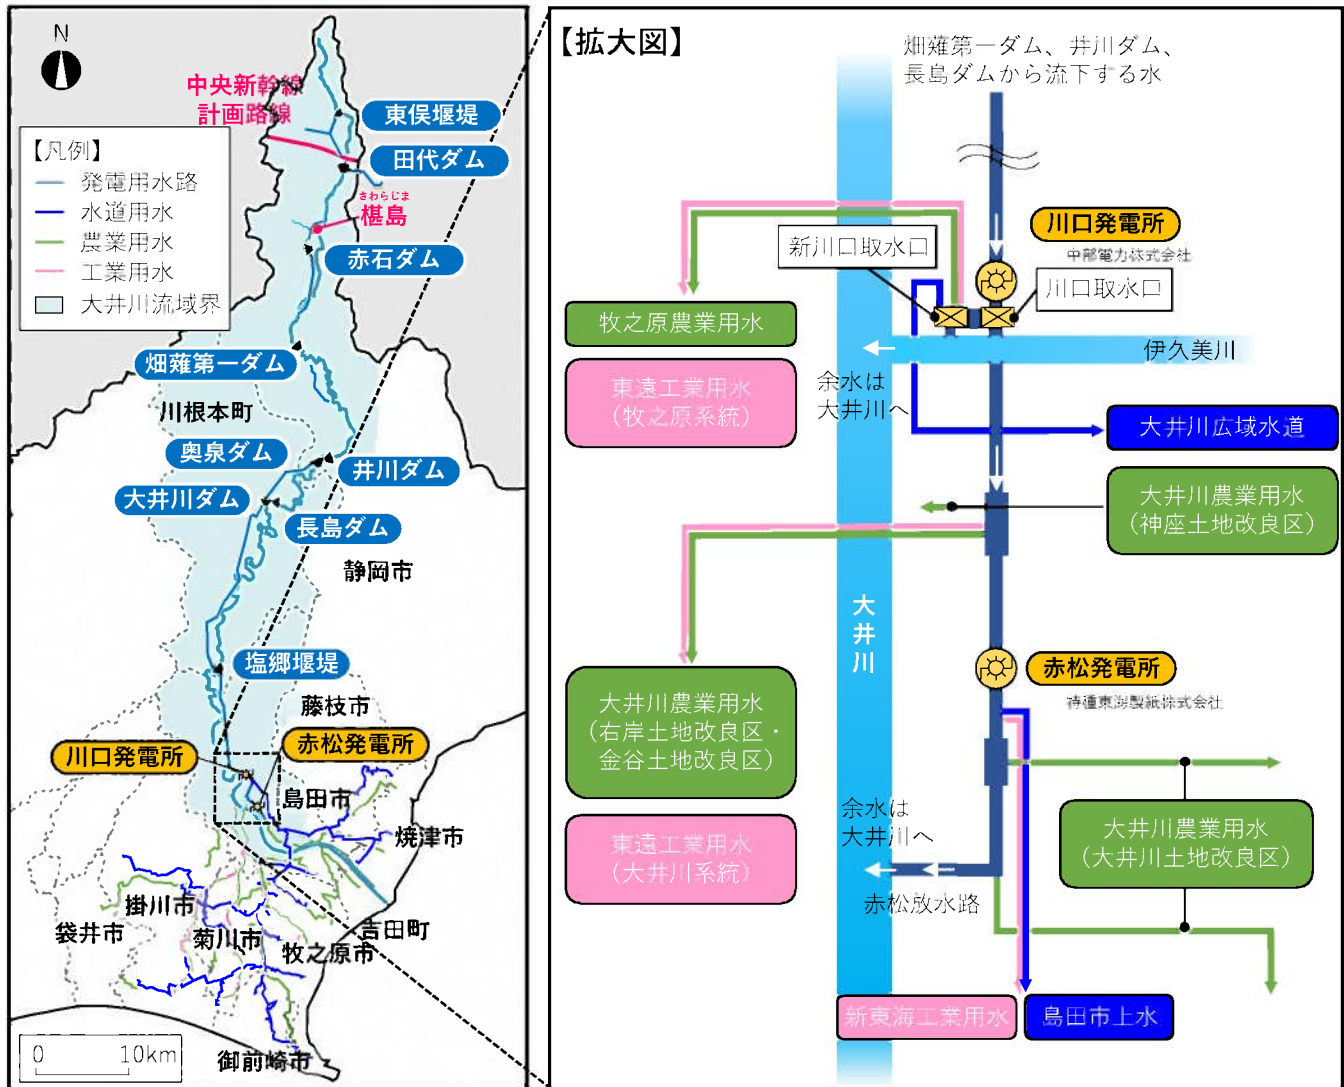 N
中央新幹線
計画路線
【凡例】
発電用水路
水道用水
農業用水
工業用水
大井川流域界
東俣堰堤
田代ダム
さわらじま
椹島
赤石ダム
畑薙第一ダム
川根本町
奥泉ダム
井川ダム
大井川ダム
長島ダム
静岡市
塩郷堰堤
藤枝市
川口発電所
赤松発電所
島田市
焼津市
掛川市
袋井市
菊川市
牧之原市
吉田町
御前崎市
0 10km
【拡大図】
畑薙第一ダム、井川ダム、
長島ダムから流下する水
川口発電所
中部電力株式会社
新川口取水口
川口取水口
牧之原農業用水
東遠工業用水
(牧之原系統)
伊久美川
余水は
大井川へ
大井川広域水道
大井川農業用水
(神座土地改良区)
大井川
赤松発電所
特種東海製紙株式会社
大井川農業用水
(右岸土地改良区・
金谷土地改良区)
東遠工業用水
(大井川系統)
余水は
大井川へ
赤松放水路
大井川農業用水
(大井川土地改良区)
新東海工業用水
島田市上水